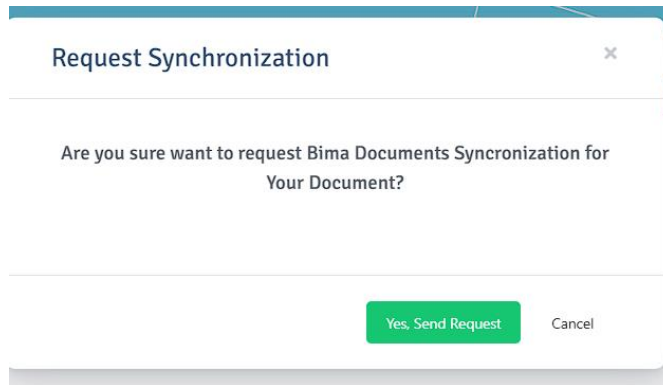 Request Synchronization
×
Are you sure want to request Bima Documents Syncronization for
Your Document?
Yes, Send Request
Cancel